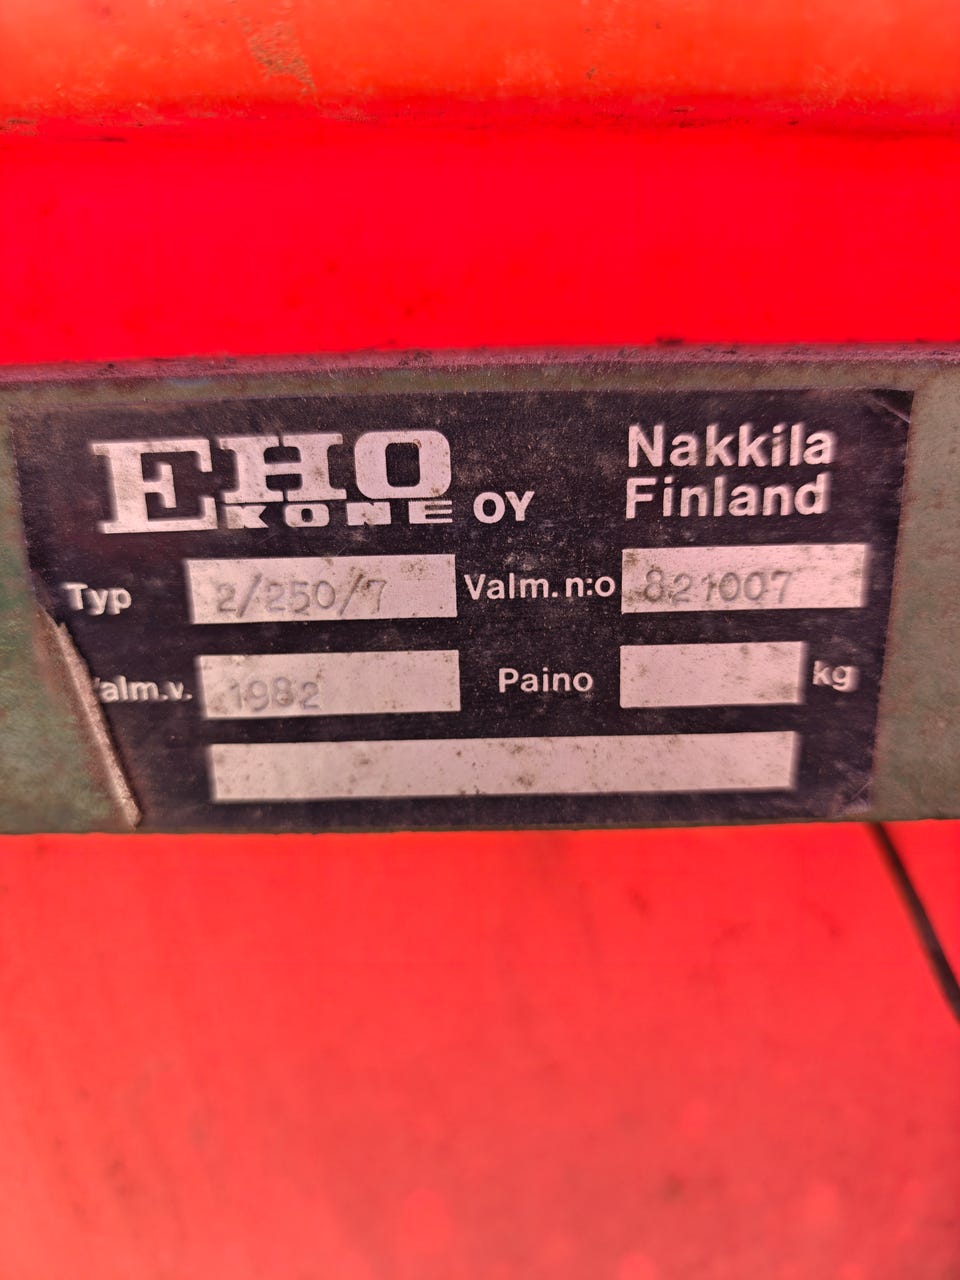 EHO KONE OY
Nakkila
Finland
Typ 2/250/7 Valm. n:o 821007
alm.v. 1982 Paino kg